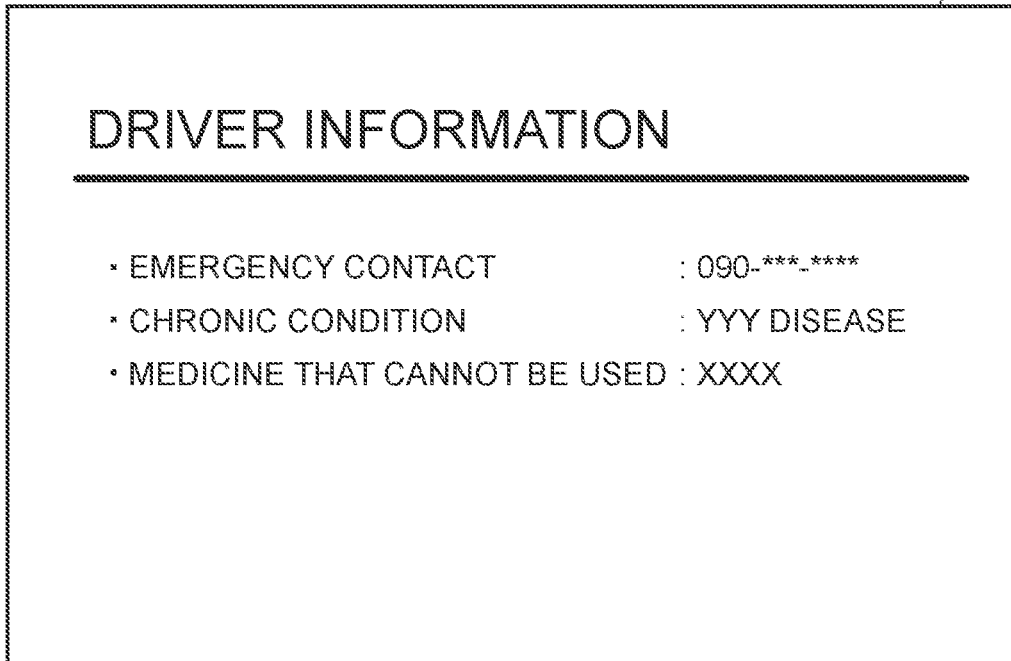 DRIVER INFORMATION
・EMERGENCY CONTACT : 090-***-****
・CHRONIC CONDITION : YYY DISEASE
・MEDICINE THAT CANNOT BE USED : XXXX